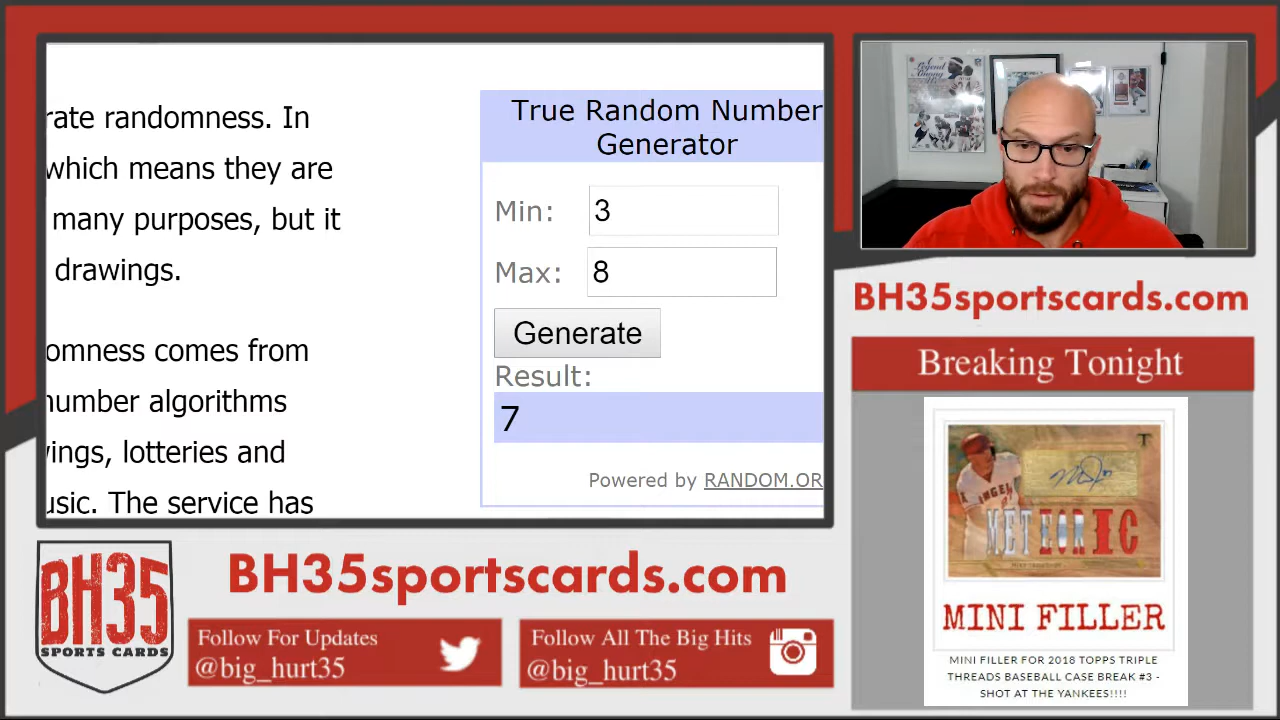 rate randomness. In
which means they are
many purposes, but it
drawings.
omness comes from
number algorithms
ings, lotteries and
usic. The service has
True Random Number
Generator
Min: 3
Max: 8
Generate
Result:
7
Powered by RANDOM.OR
BH35sportscards.com
Breaking Tonight
METEORIC
MINI FILLER
MINI FILLER FOR 2018 TOPPS TRIPLE
THREADS BASEBALL CASE BREAK #3 -
SHOT AT THE YANKEES!!!!
BH35
SPORTS CARDS
BH35sportscards.com
Follow For Updates
@big_hurt35
Follow All The Big Hits
@big_hurt35